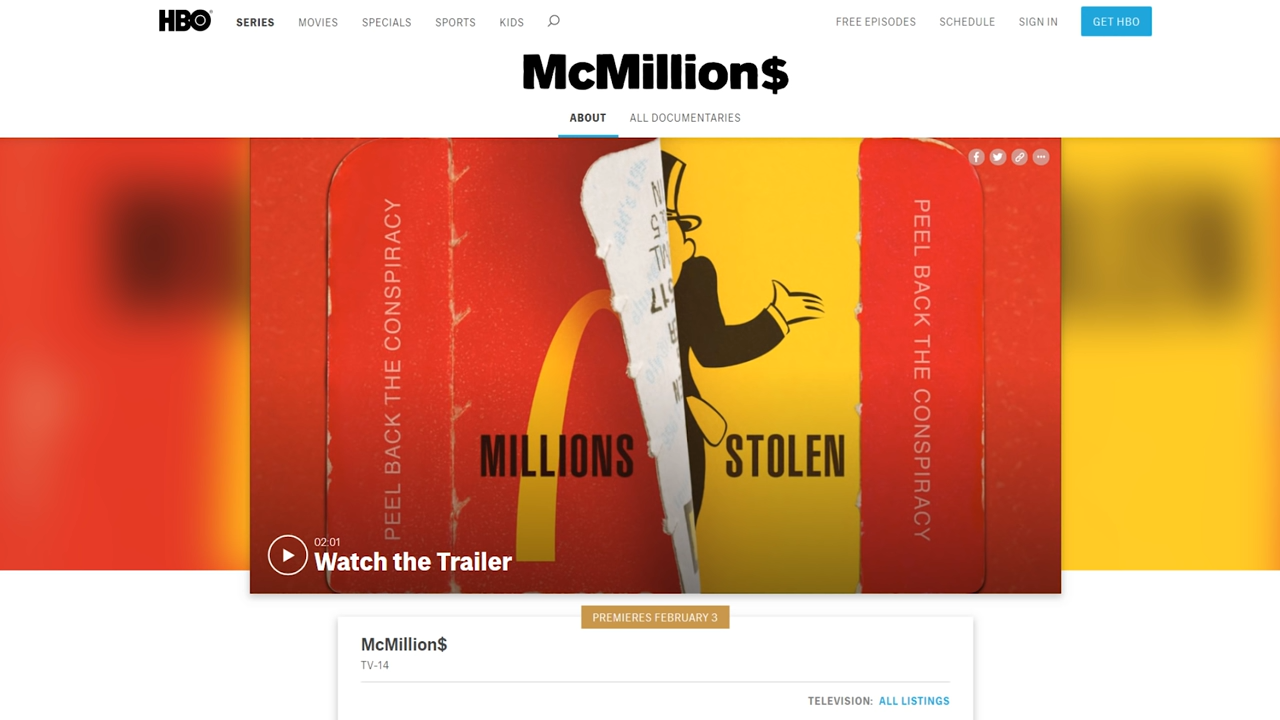 HBO
SERIES MOVIES SPECIALS SPORTS KIDS
FREE EPISODES SCHEDULE SIGN IN GET HBO
McMillion$
ABOUT ALL DOCUMENTARIES
PEEL BACK THE CONSPIRACY
MILLIONS STOLEN
PEEL BACK THE CONSPIRACY
02:01
Watch the Trailer
PREMIERES FEBRUARY 3
McMillion$
TV-14
TELEVISION: ALL LISTINGS